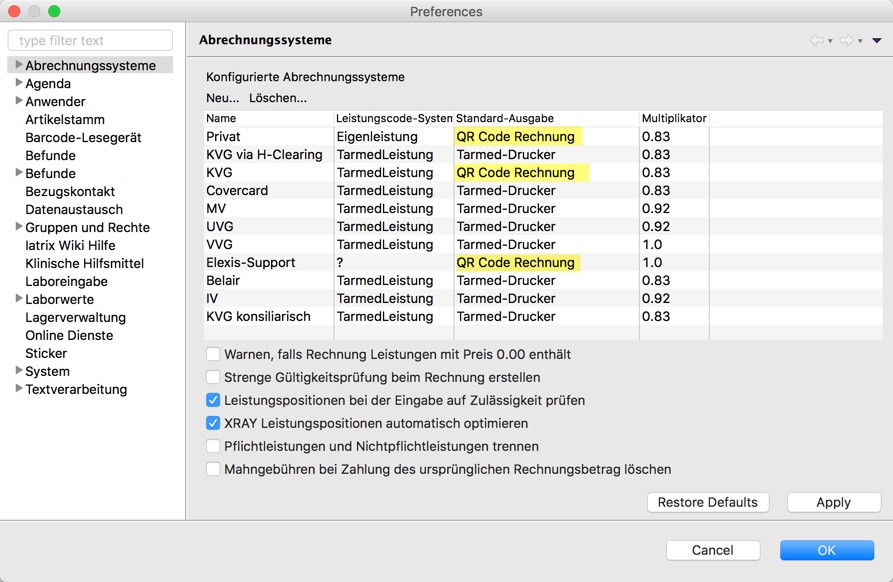 Preferences
type filter text
Abrechnungssysteme
Agenda
Anwender
Artikelstamm
Barcode-Lesegerät
Befunde
Befunde
Bezugskontakt
Datenaustausch
Gruppen und Rechte
Iatrix Wiki Hilfe
Klinische Hilfsmittel
Laboreingabe
Laborwerte
Lagerverwaltung
Online Dienste
Sticker
System
Textverarbeitung
Abrechnungssysteme
Konfigurierte Abrechnungssysteme
Neu... Löschen...
Name Leistungscode-System Standard-Ausgabe Multiplikator
Privat Eigenleistung QR Code Rechnung 0.83
KVG via H-Clearing TarmedLeistung Tarmed-Drucker 0.83
KVG TarmedLeistung QR Code Rechnung 0.83
Covercard TarmedLeistung Tarmed-Drucker 0.83
MV TarmedLeistung Tarmed-Drucker 0.92
UVG TarmedLeistung Tarmed-Drucker 0.92
VVG TarmedLeistung Tarmed-Drucker 1.0
Elexis-Support ? QR Code Rechnung 1.0
Belair TarmedLeistung Tarmed-Drucker 0.83
IV TarmedLeistung Tarmed-Drucker 0.92
KVG konsiliarisch TarmedLeistung Tarmed-Drucker 0.83
Warnen, falls Rechnung Leistungen mit Preis 0.00 enthält
Strenge Gültigkeitsprüfung beim Rechnung erstellen
Leistungspositionen bei der Eingabe auf Zulässigkeit prüfen
XRAY Leistungspositionen automatisch optimieren
Pflichtleistungen und Nichtpflichtleistungen trennen
Mahngebühren bei Zahlung des ursprünglichen Rechnungsbetrag löschen
Restore Defaults Apply
Cancel OK